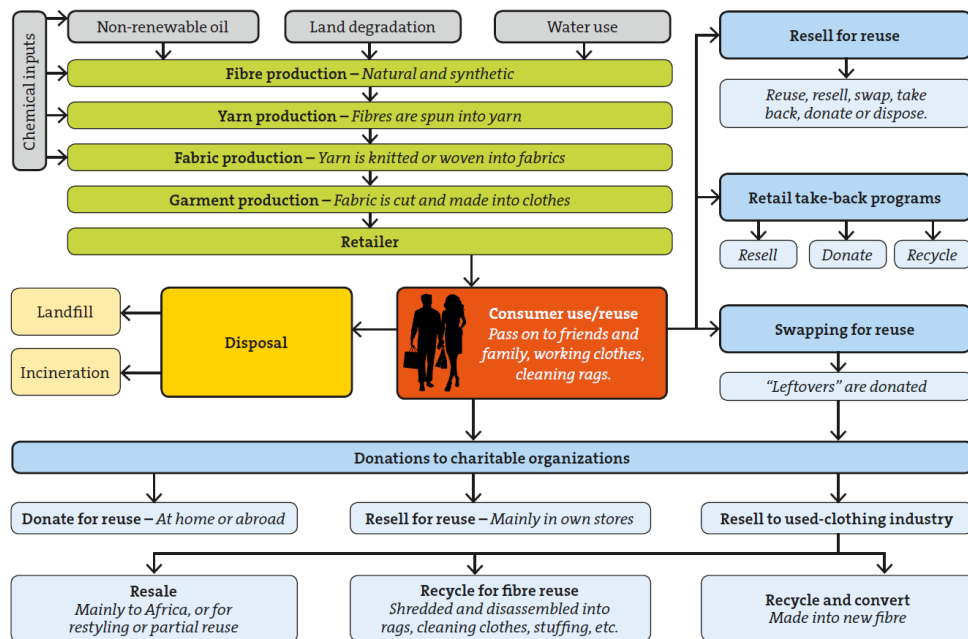 Chemical inputs
Non-renewable oil
Land degradation
Water use
Fibre production – Natural and synthetic
Yarn production – Fibres are spun into yarn
Fabric production – Yarn is knitted or woven into fabrics
Garment production – Fabric is cut and made into clothes
Retailer
Resell for reuse
Reuse, resell, swap, take
back, donate or dispose.
Retail take-back programs
Resell
Donate
Recycle
Landfill
Incineration
Disposal
Consumer use/reuse
Pass on to friends and
family, working clothes,
cleaning rags.
Swapping for reuse
“Leftovers” are donated
Donations to charitable organizations
Donate for reuse – At home or abroad
Resell for reuse – Mainly in own stores
Resell to used-clothing industry
Resale
Mainly to Africa, or for
restyling or partial reuse
Recycle for fibre reuse
Shredded and disassembled into
rags, cleaning clothes, stuffing, etc.
Recycle and convert
Made into new fibre